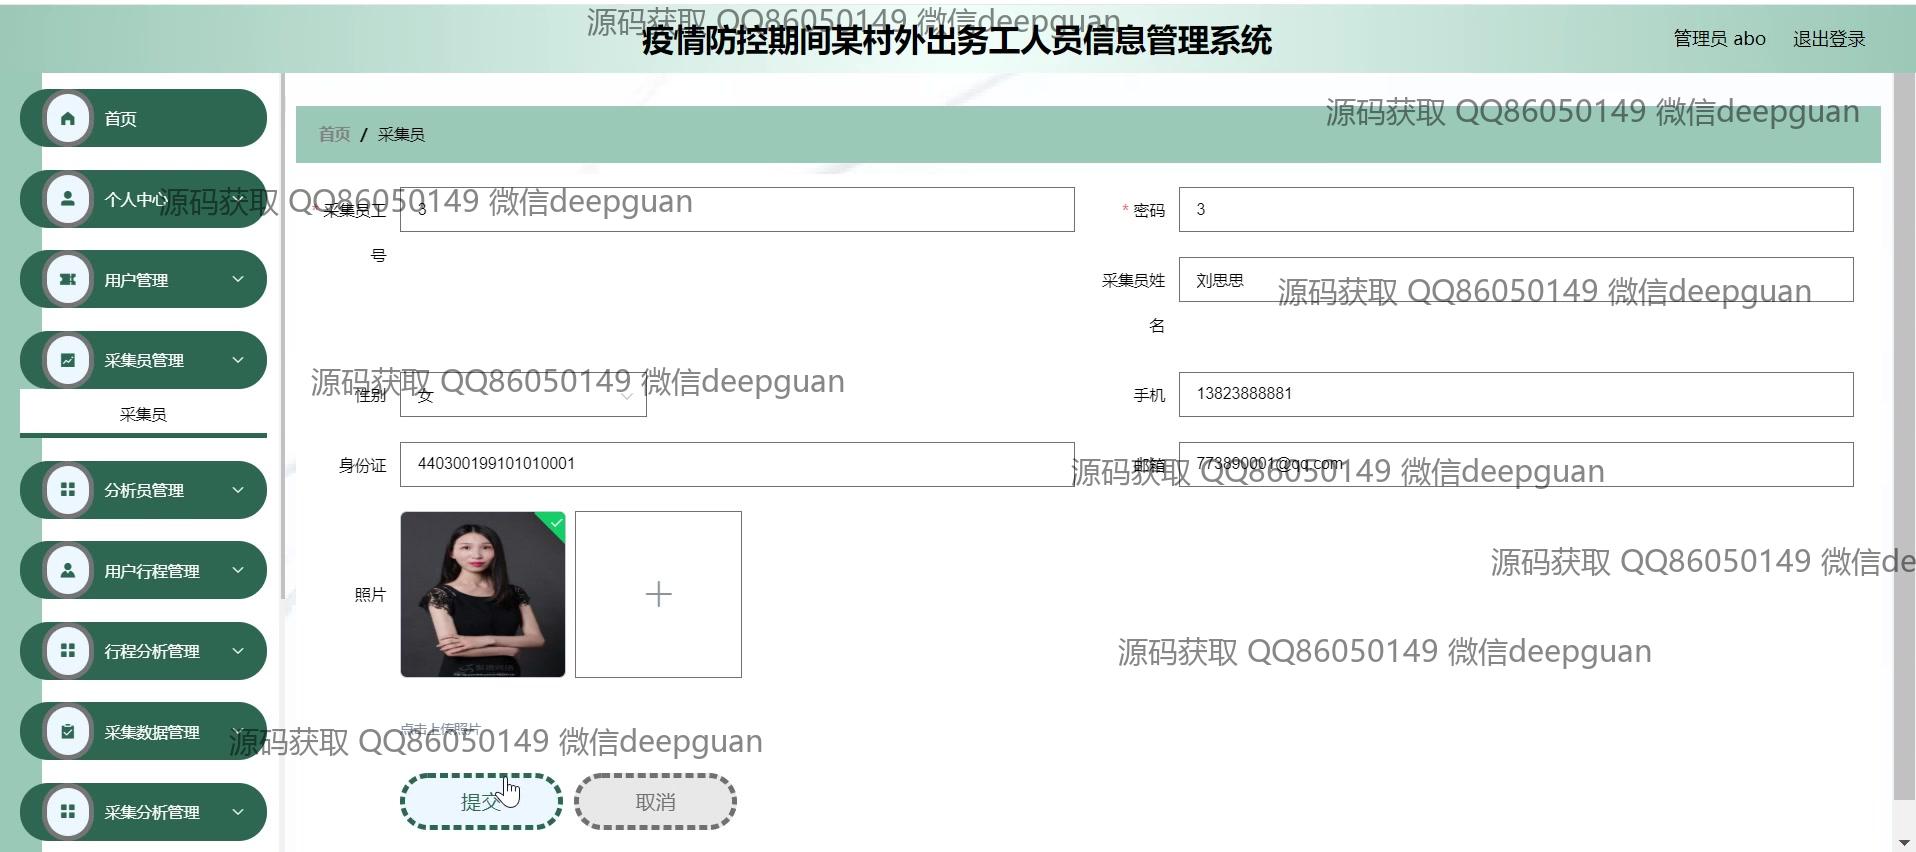 源码获取 QQ86050149 微信deepguan
疫情防控期间某村外出务工人员信息管理系统
管理员 abo
退出登录
首页
源码获取 QQ86050149 微信deepguan
首页 / 采集员
个人中心
源码获取 QQ86050149 微信deepguan
* 采集员工号
3
* 密码
3
用户管理
采集员姓名
刘思思
源码获取 QQ86050149 微信deepguan
采集员管理
源码获取 QQ86050149 微信deepguan
性别
女
手机
13823888881
采集员
身份证
440300199101010001
邮箱
773890001@qq.com
源码获取 QQ86050149 微信deepguan
分析员管理
源码获取 QQ86050149 微信de
用户行程管理
照片
行程分析管理
源码获取 QQ86050149 微信deepguan
采集数据管理
点击上传照片
源码获取 QQ86050149 微信deepguan
采集分析管理
提交
取消